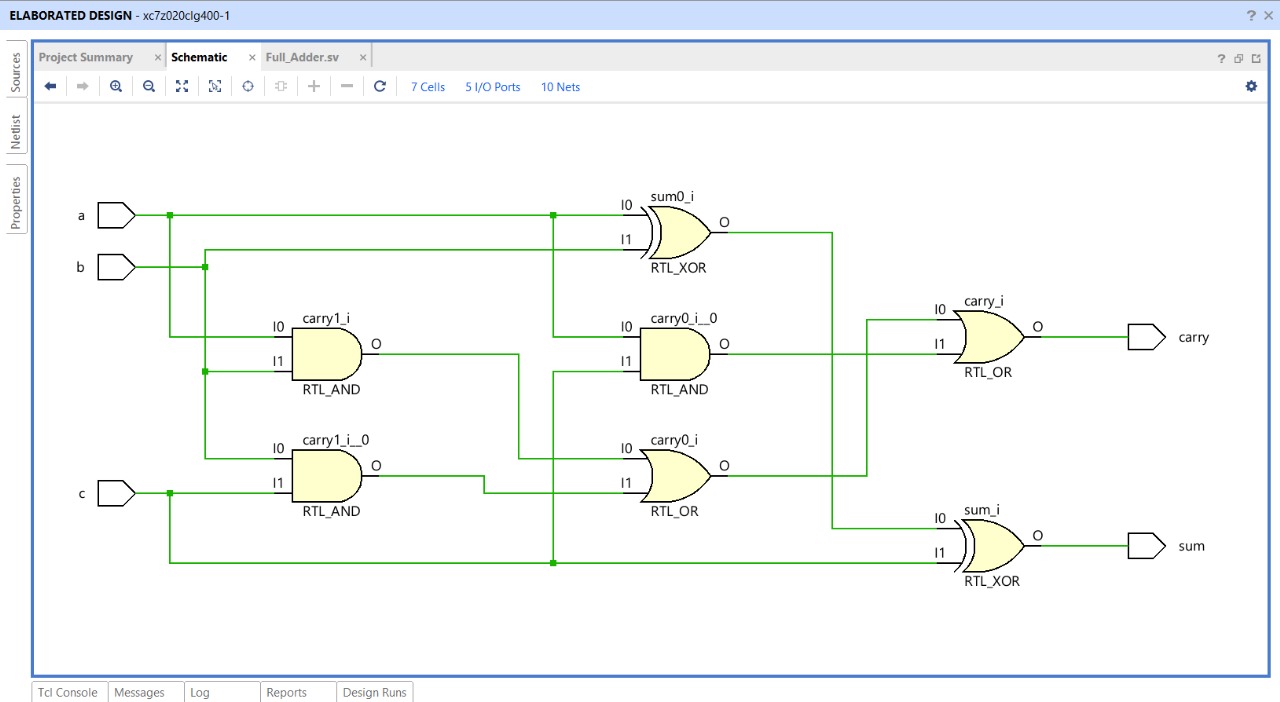 ELABORATED DESIGN - xc7z020clg400-1
Sources
Netlist
Properties
Project Summary
Schematic
Full_Adder.sv
7 Cells
5 I/O Ports
10 Nets
a
b
c
sum0_i
I0
I1
O
RTL_XOR
carry1_i
I0
I1
O
RTL_AND
carry0_i__0
I0
I1
O
RTL_AND
carry_i
I0
I1
O
RTL_OR
carry
carry1_i__0
I0
I1
O
RTL_AND
carry0_i
I0
I1
O
RTL_OR
sum_i
I0
I1
O
RTL_XOR
sum
Tcl Console
Messages
Log
Reports
Design Runs